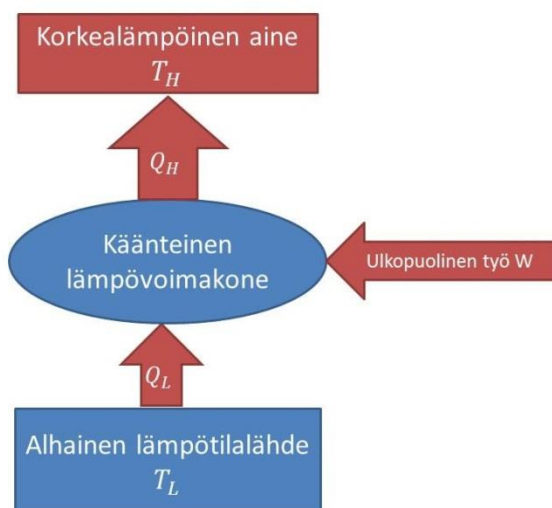 Korkealämpöinen aine
T_H
Q_H
Käänteinen
lämpövoimakone
Ulkopuolinen työ W
Q_L
Alhainen lämpötilalähde
T_L